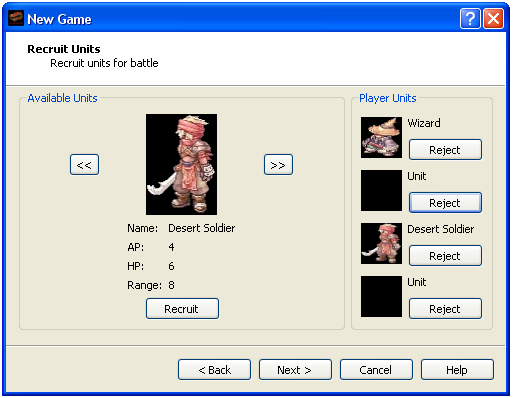 New Game
Recruit Units
Recruit units for battle
Available Units
<<
>>
Name: Desert Soldier
AP: 4
HP: 6
Range: 8
Recruit
Player Units
Wizard
Reject
Unit
Reject
Desert Soldier
Reject
Unit
Reject
< Back
Next >
Cancel
Help